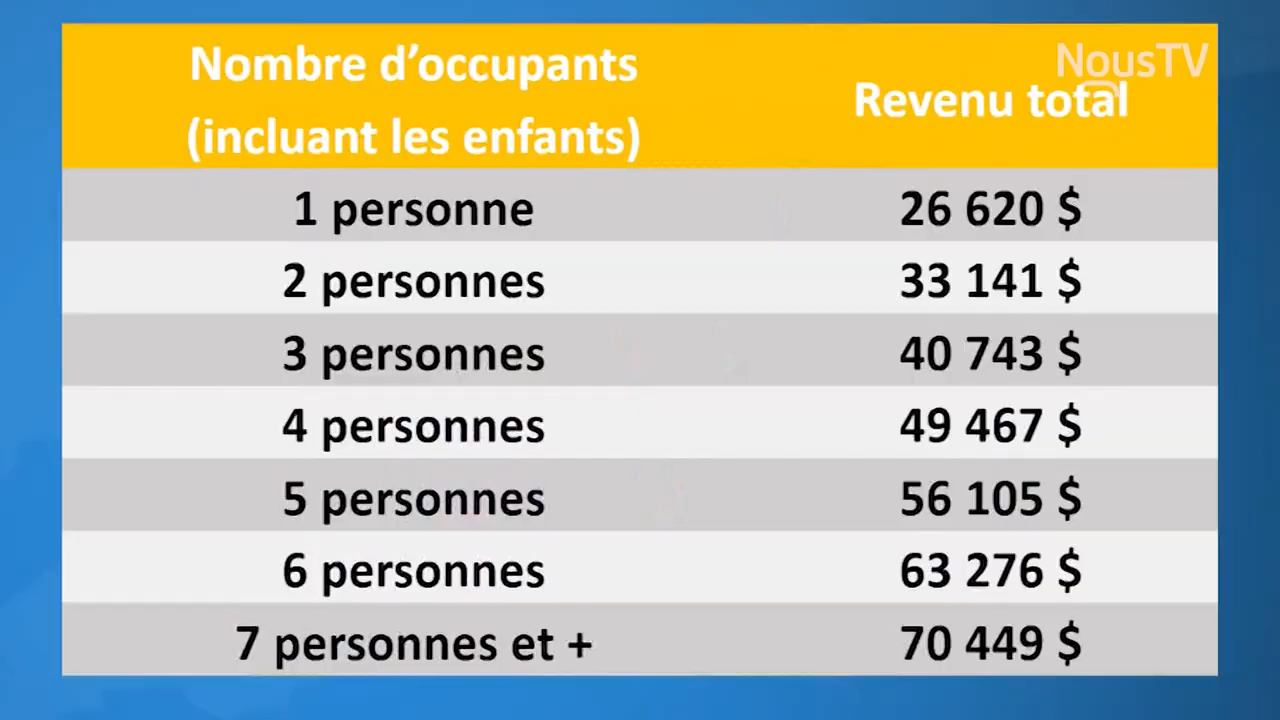 NousTV
Nombre d’occupants
(incluant les enfants)
Revenu total
1 personne 26 620 $
2 personnes 33 141 $
3 personnes 40 743 $
4 personnes 49 467 $
5 personnes 56 105 $
6 personnes 63 276 $
7 personnes et + 70 449 $